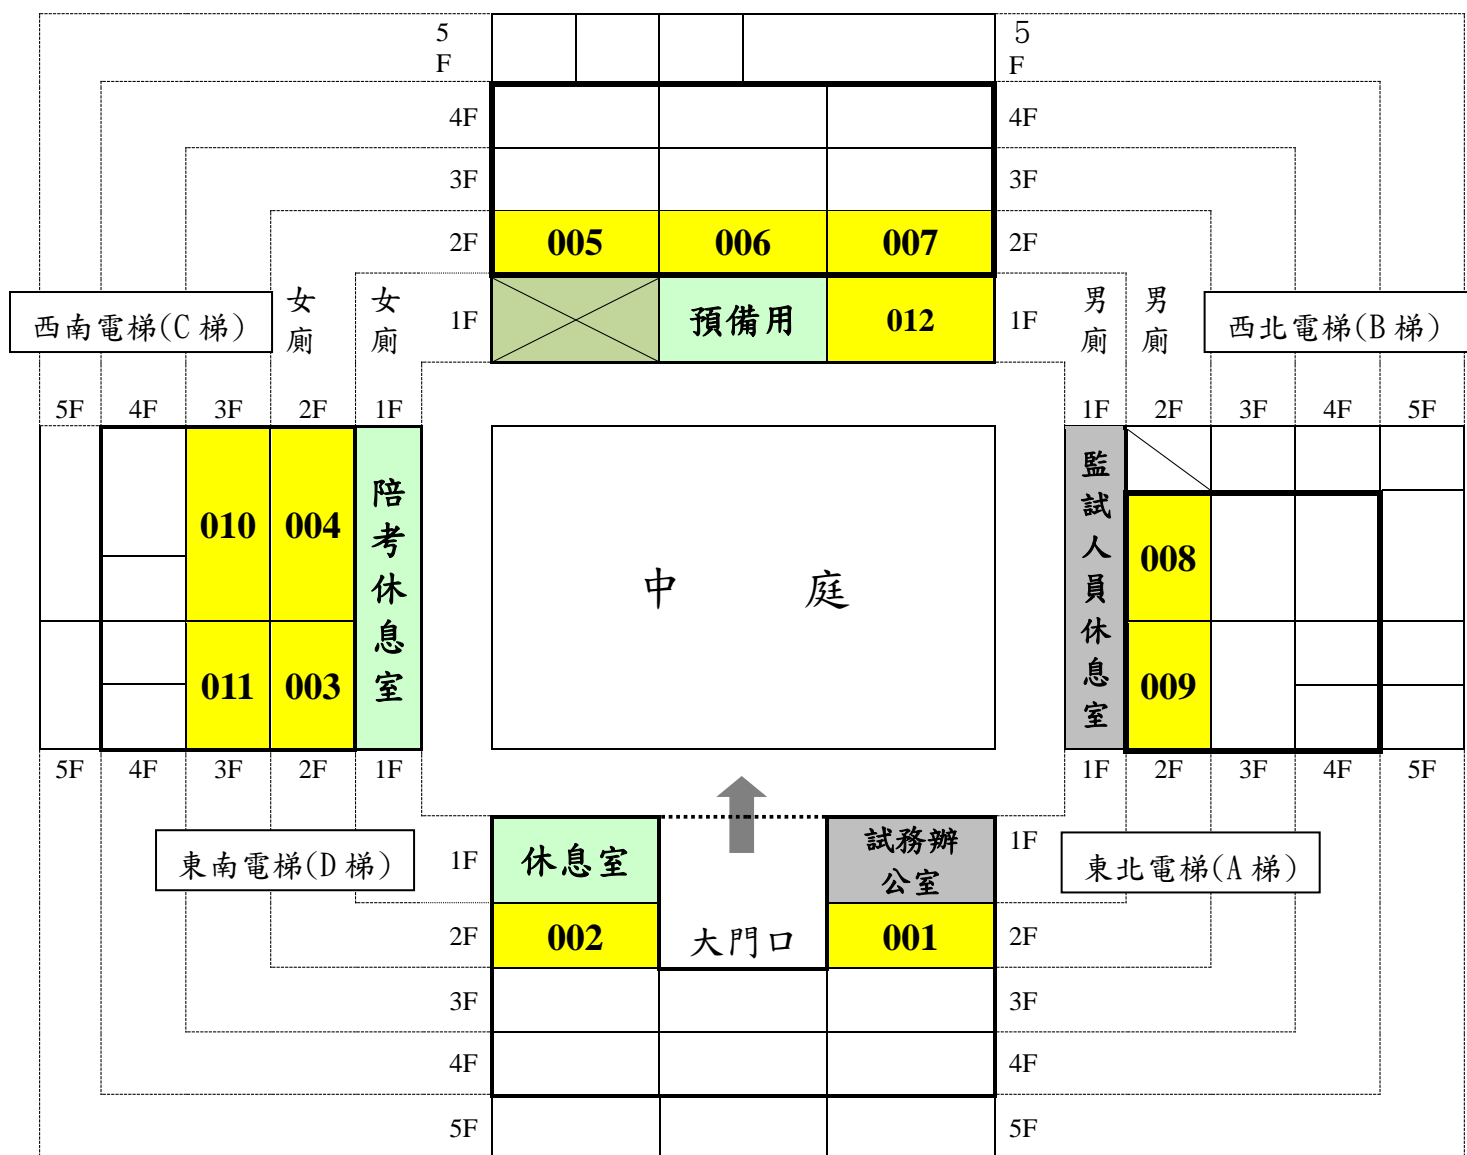 5
F
5
F
4F
4F
3F
3F
2F
005
006
007
2F
西南電梯(C梯)
女
廁
女
廁
1F
預備用
012
1F
男
廁
男
廁
西北電梯(B梯)
5F
4F
3F
2F
1F
1F
2F
3F
4F
5F
010
004
陪考休息室
中庭
監試人員休息室
008
011
003
009
5F
4F
3F
2F
1F
1F
2F
3F
4F
5F
東南電梯(D梯)
1F
休息室
試務辦
公室
1F
東北電梯(A梯)
2F
002
大門口
001
2F
3F
3F
4F
4F
5F
5F